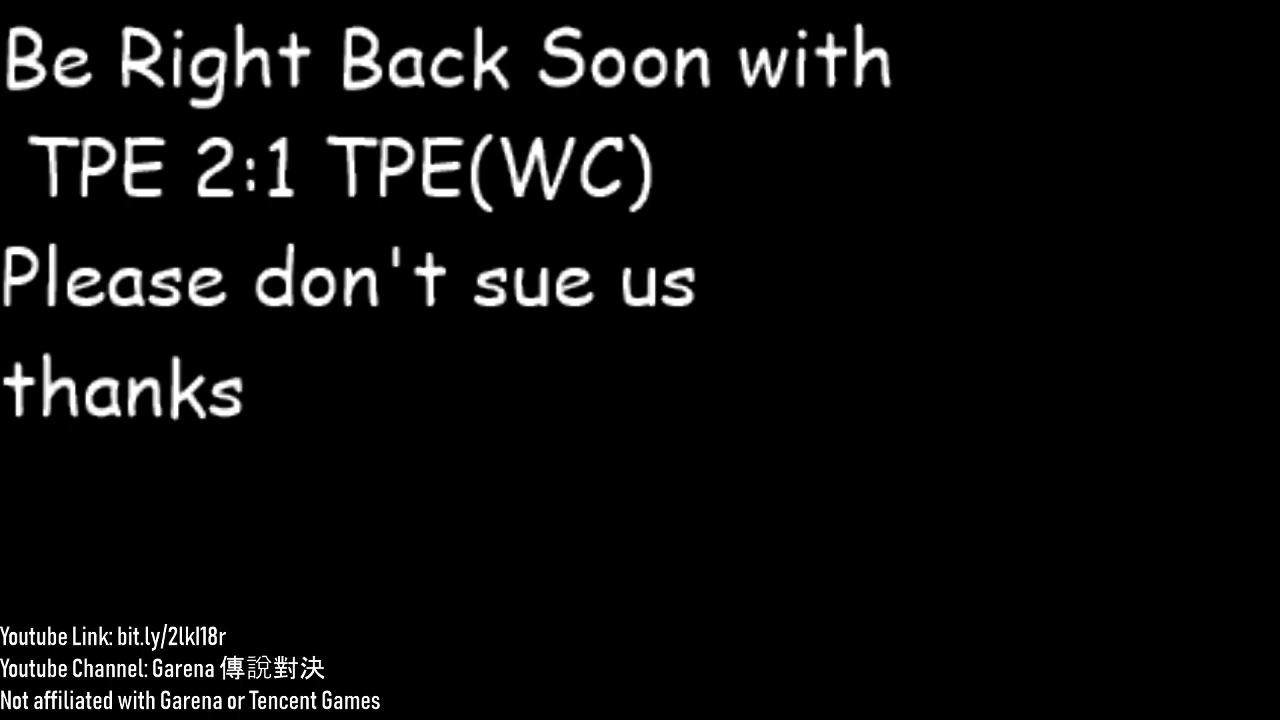 Be Right Back Soon with
TPE 2:1 TPE(WC)
Please don't sue us
thanks
Youtube Link: bit.ly/2lkI18r
Youtube Channel: Garena 傳說對決
Not affiliated with Garena or Tencent Games